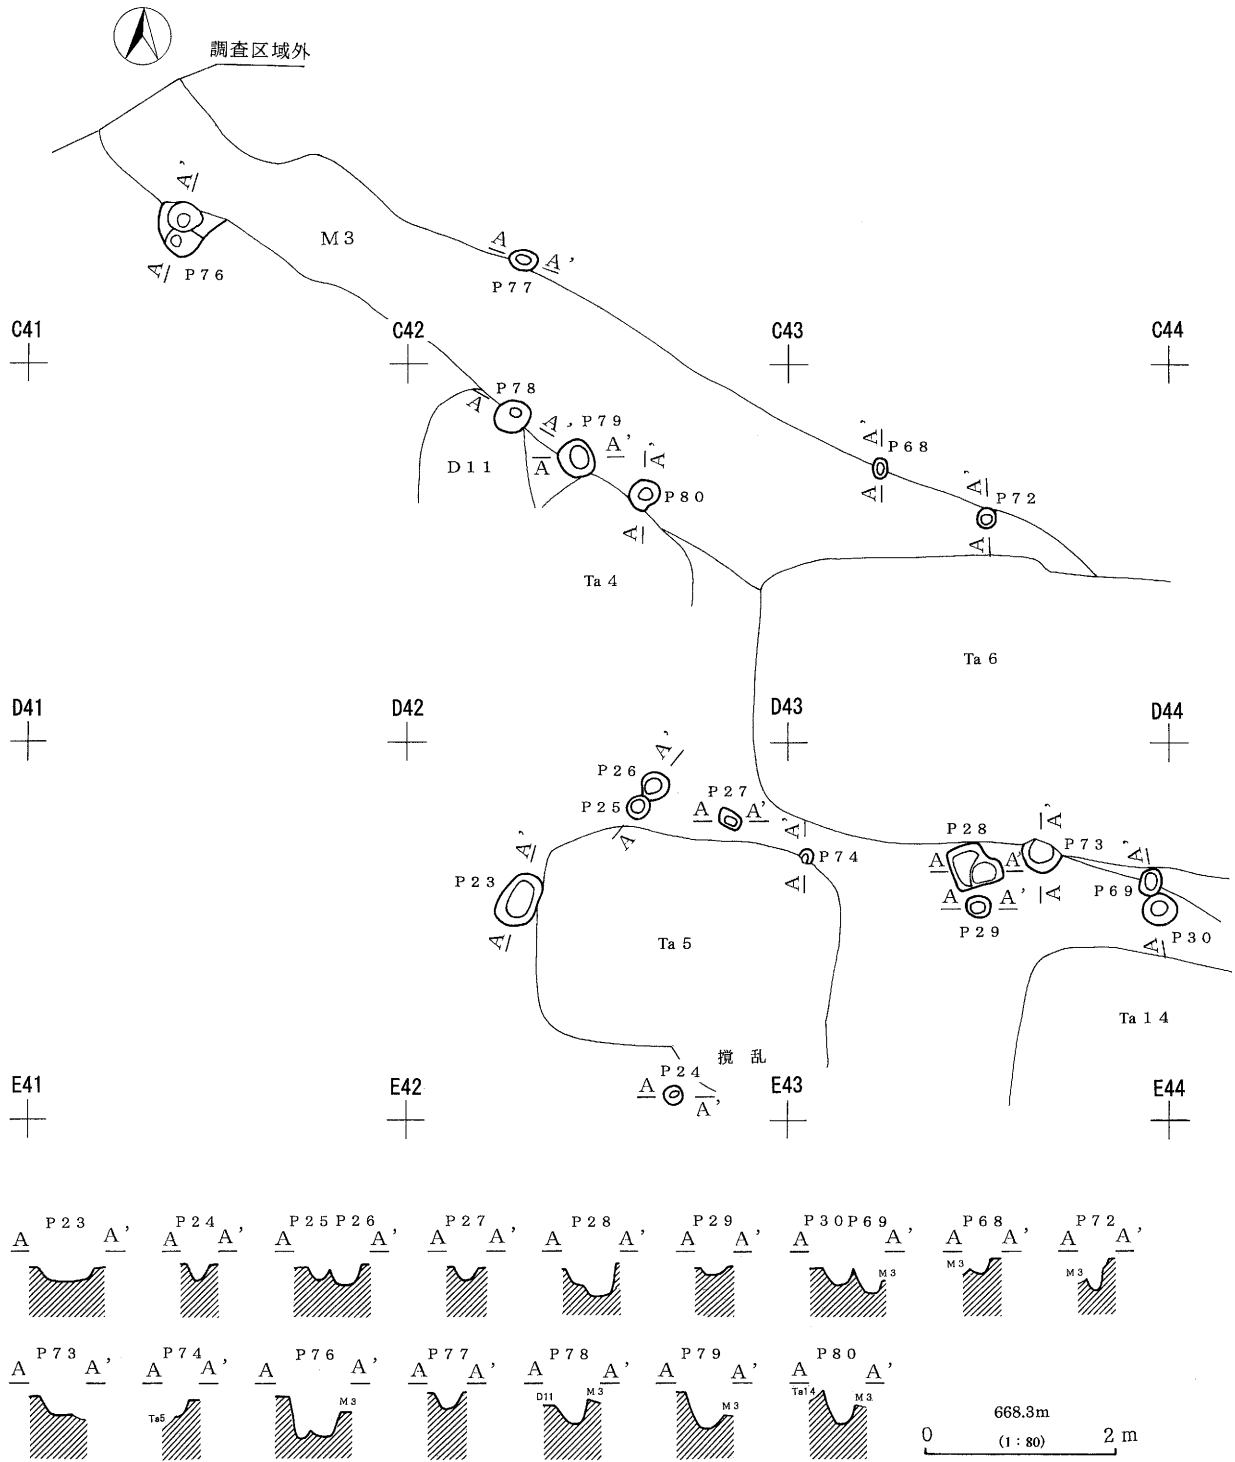 調査区域外
A'
M3
A
P76
A
A'
P77
C41
C42
C43
C44
P78
A
A'
P79
A
A'
A'
P80
A
D11
A'
P68
A
A'
P72
A
Ta4
Ta6
D41
D42
D43
D44
A'
P26
P25
A
P27
A
A'
A'
P74
A
A'
P23
A
P28
A
A'
A'
P73
A
A
A'
P29
A'
P69
P30
A
Ta5
Ta14
攪乱
P24
A
A'
E41
E42
E43
E44
P23
A A'
P24
A A'
P25 P26
A A'
P27
A A'
P28
A A'
P29
A A'
P30 P69
A A'
M3
P68
A A'
M3
P72
A A'
M3
P73
A A'
P74
A A'
Ta5
P76
A A'
M3
P77
A A'
P78
A A'
D11
M3
P79
A A'
M3
P80
A A'
Ta14
M3
668.3m
0 (1:80) 2m